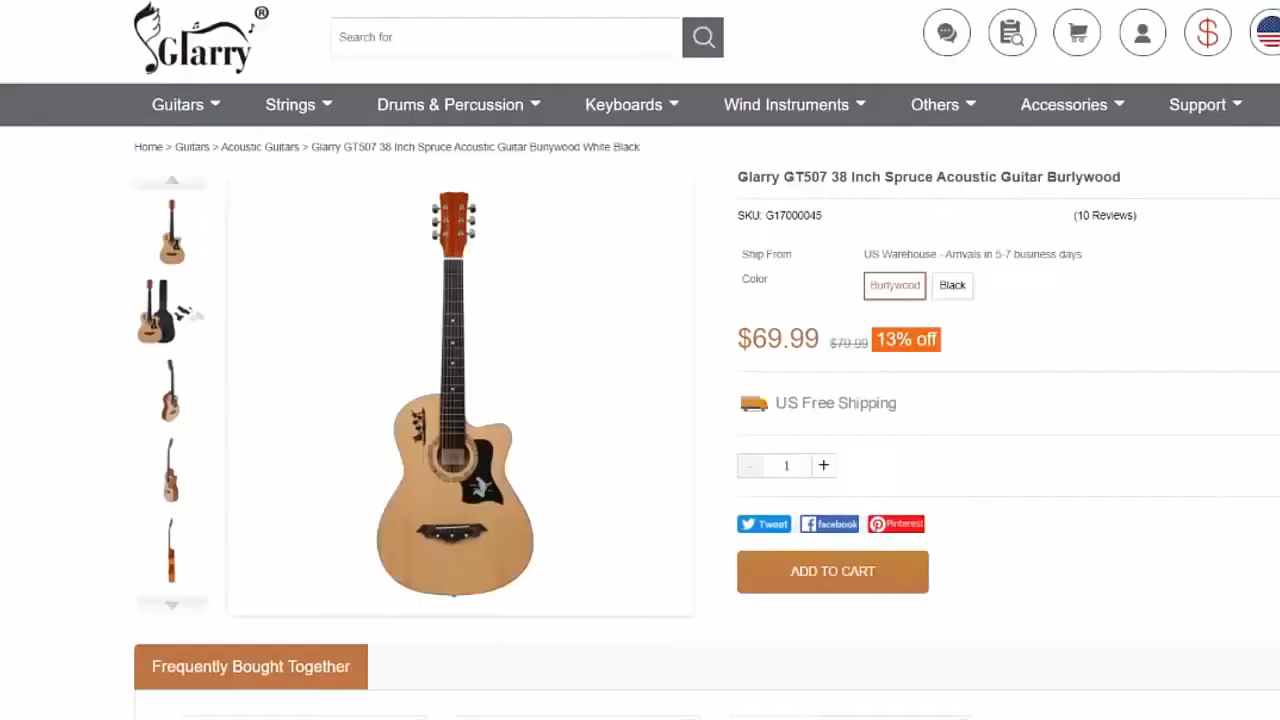 Glarry®
Search for
Guitars
Strings
Drums & Percussion
Keyboards
Wind Instruments
Others
Accessories
Support
Home > Guitars > Acoustic Guitars > Glarry GT507 38 Inch Spruce Acoustic Guitar Burlywood White Black
Glarry GT507 38 Inch Spruce Acoustic Guitar Burlywood
SKU: G17000045
(10 Reviews)
Ship From
US Warehouse - Arrivals in 5-7 business days
Color
Burlywood
Black
$69.99 $79.99 13% off
US Free Shipping
- 1 +
Tweet
facebook
Pinterest
ADD TO CART
Frequently Bought Together